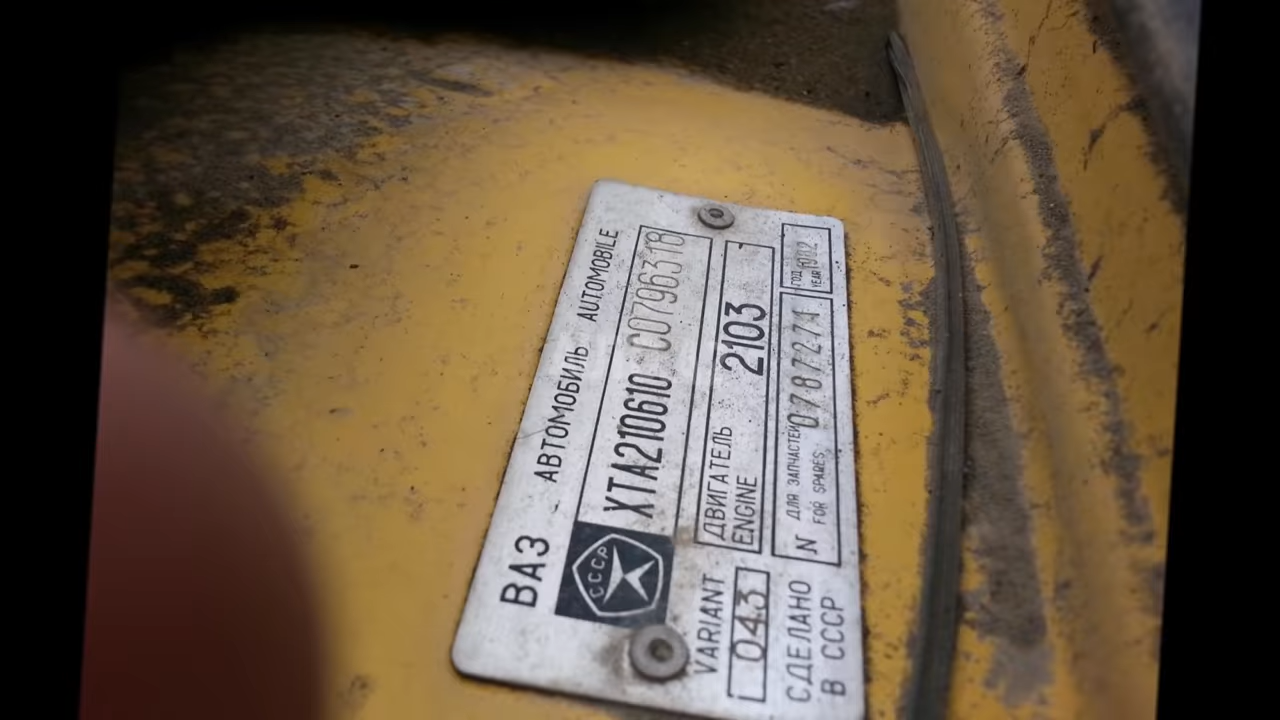 ВАЗ АВТОМОБИЛЬ AUTOMOBILE
СССР
XTA210610 C0796318
ДВИГАТЕЛЬ
ENGINE
2103
VARIANT
043
N ДЛЯ ЗАПЧАСТЕЙ
FOR SPARES
0787271
ГОД
YEAR
1982
СДЕЛАНО
В СССР